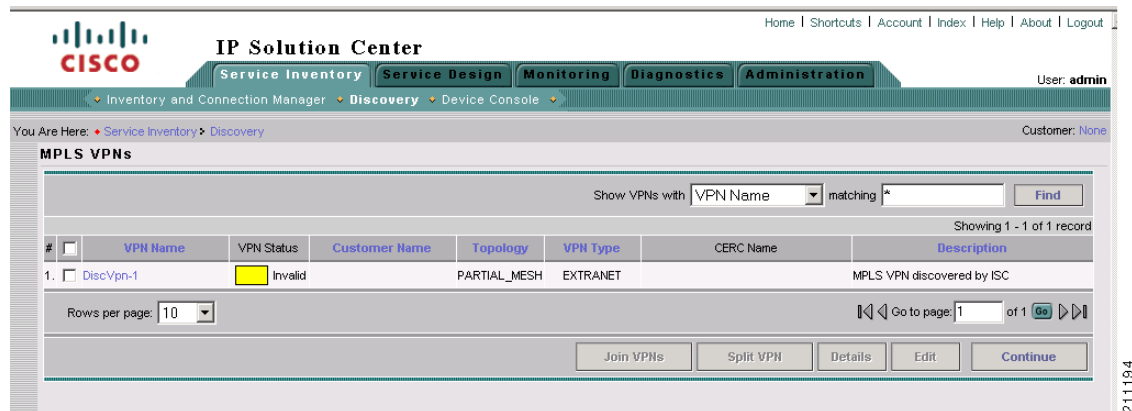 Home | Shortcuts | Account | Index | Help | About | Logout
CISCO
IP Solution Center
Service Inventory Service Design Monitoring Diagnostics Administration
User: admin
Inventory and Connection Manager Discovery Device Console
You Are Here: Service Inventory Discovery
Customer: None
MPLS VPNs
Show VPNs with VPN Name matching * Find
Showing 1 - 1 of 1 record
# VPN Name VPN Status Customer Name Topology VPN Type CERC Name Description
1. DiscVpn-1 Invalid PARTIAL_MESH EXTRANET MPLS VPN discovered by ISC
Rows per page: 10 Go to page: 1 of 1 Go
Join VPNs Split VPN Details Edit Continue
211194